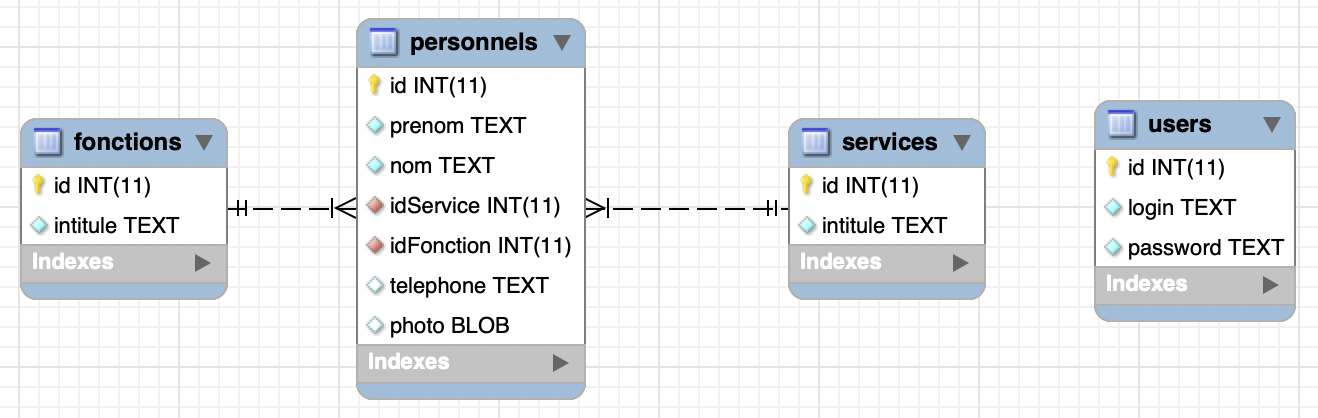 fonctions
id INT(11)
intitule TEXT
Indexes
personnels
id INT(11)
prenom TEXT
nom TEXT
idService INT(11)
idFonction INT(11)
telephone TEXT
photo BLOB
Indexes
services
id INT(11)
intitule TEXT
Indexes
users
id INT(11)
login TEXT
password TEXT
Indexes